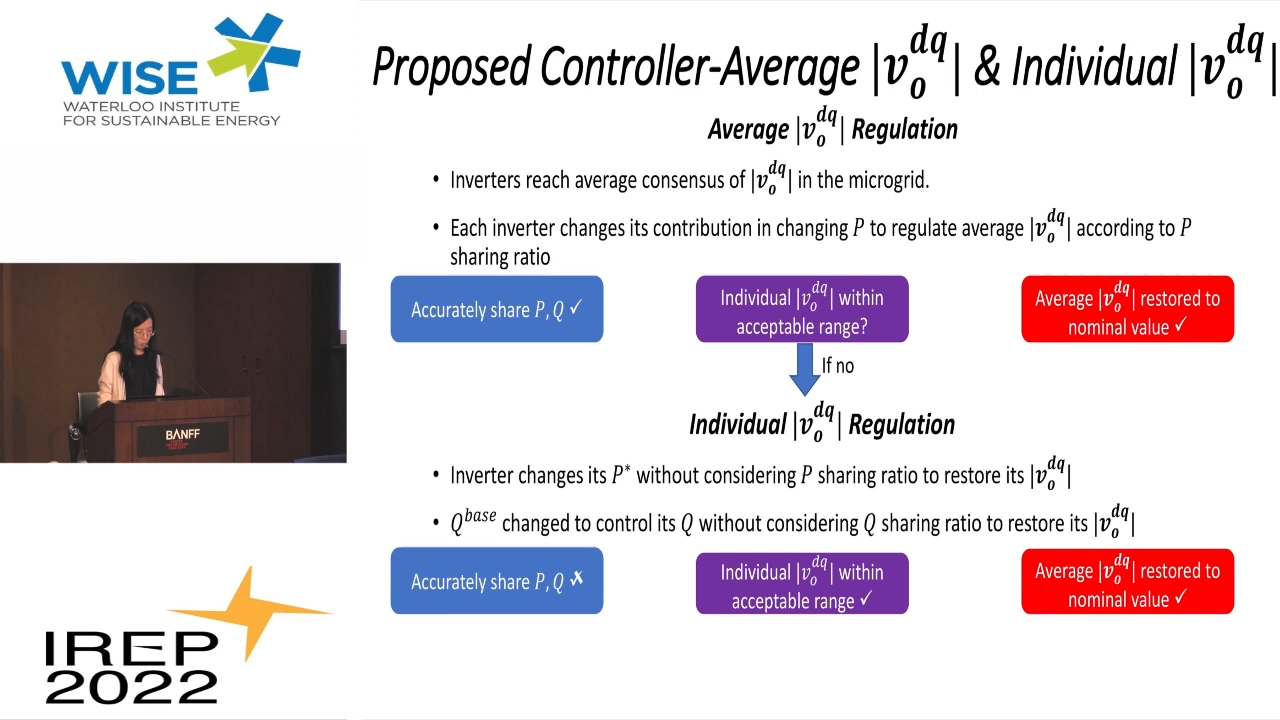 WISE
WATERLOO INSTITUTE
FOR SUSTAINABLE ENERGY
Proposed Controller-Average |v_o^{dq}| & Individual |v_o^{dq}|
Average |v_o^{dq}| Regulation
• Inverters reach average consensus of |v_o^{dq}| in the microgrid.
• Each inverter changes its contribution in changing P to regulate average |v_o^{dq}| according to P
sharing ratio
Accurately share P, Q ✓
Individual |v_o^{dq}| within
acceptable range?
Average |v_o^{dq}| restored to
nominal value ✓
If no
Individual |v_o^{dq}| Regulation
• Inverter changes its P* without considering P sharing ratio to restore its |v_o^{dq}|
• Q^{base} changed to control its Q without considering Q sharing ratio to restore its |v_o^{dq}|
Accurately share P, Q ✗
Individual |v_o^{dq}| within
acceptable range ✓
Average |v_o^{dq}| restored to
nominal value ✓
BANFF
IREP
2022